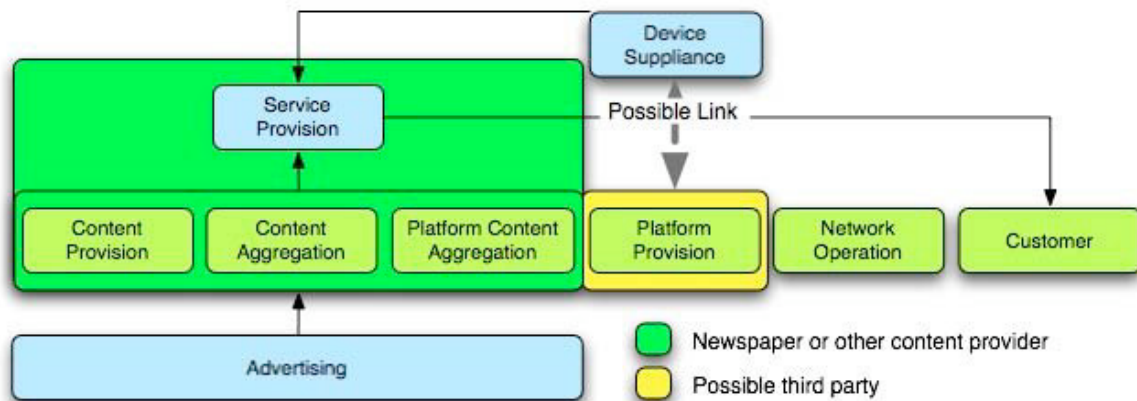 Device
Suppliance
Service
Provision
Possible Link
Content
Provision
Content
Aggregation
Platform Content
Aggregation
Platform
Provision
Network
Operation
Customer
Advertising
Newspaper or other content provider
Possible third party